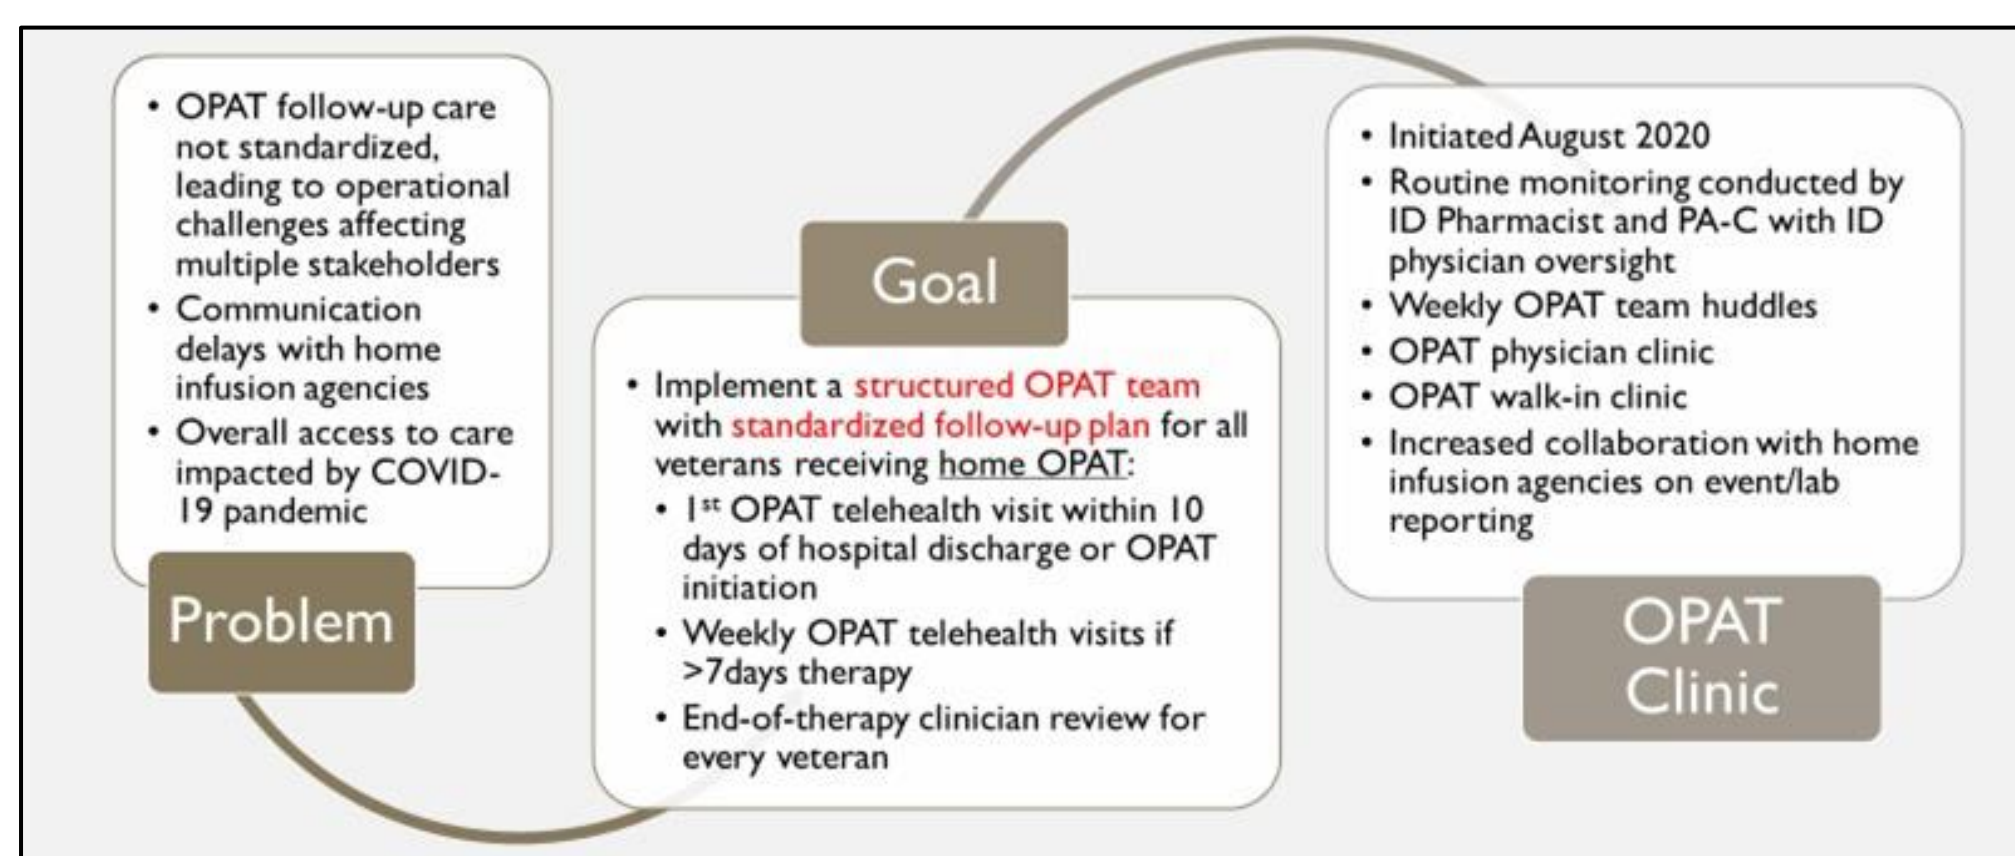 • OPAT follow-up care
not standardized,
leading to operational
challenges affecting
multiple stakeholders
• Communication
delays with home
infusion agencies
• Overall access to care
impacted by COVID-
19 pandemic
Problem
Goal
• Implement a structured OPAT team
with standardized follow-up plan for all
veterans receiving home OPAT:
• 1st OPAT telehealth visit within 10
days of hospital discharge or OPAT
initiation
• Weekly OPAT telehealth visits if
>7days therapy
• End-of-therapy clinician review for
every veteran
• Initiated August 2020
• Routine monitoring conducted by
ID Pharmacist and PA-C with ID
physician oversight
• Weekly OPAT team huddles
• OPAT physician clinic
• OPAT walk-in clinic
• Increased collaboration with home
infusion agencies on event/lab
reporting
OPAT
Clinic